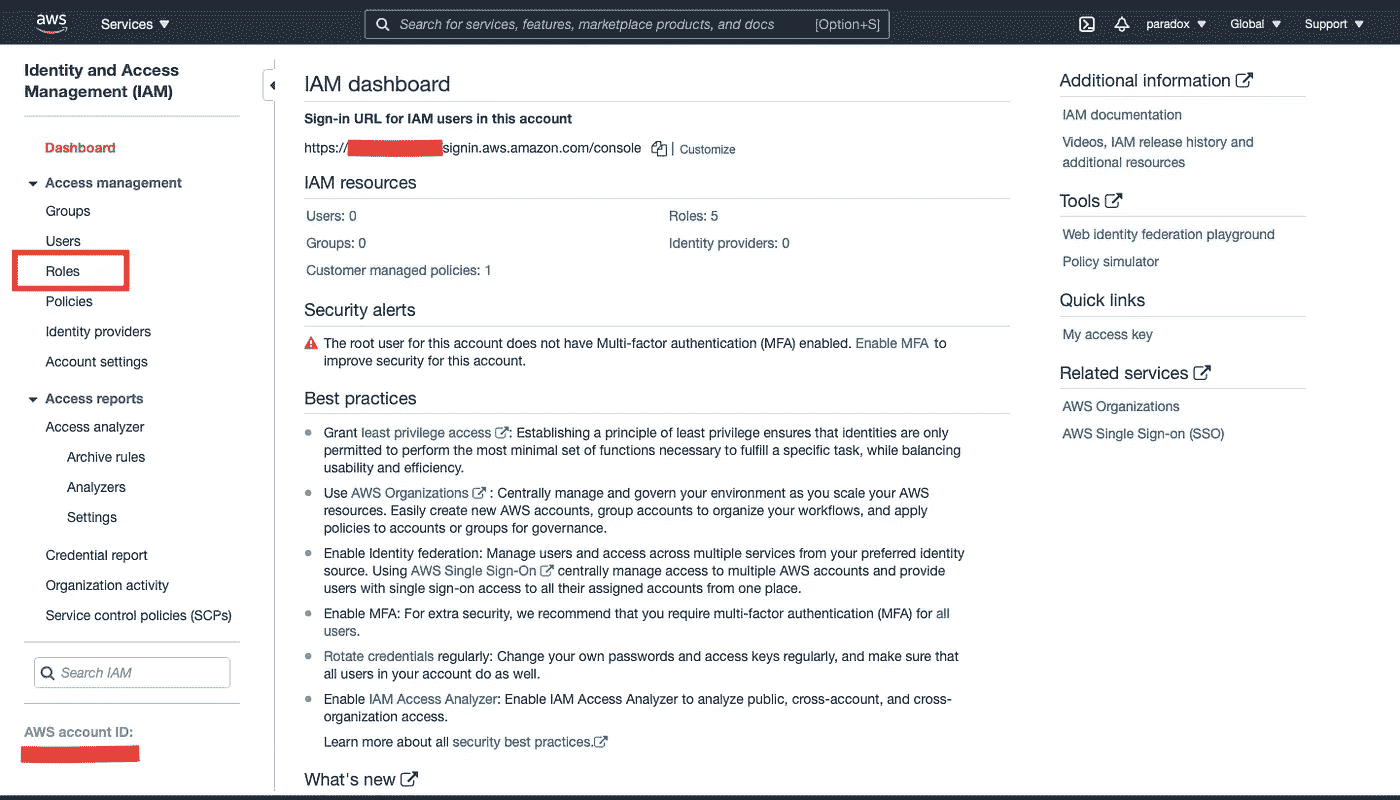 aws
Services
Search for services, features, marketplace products, and docs
[Option+S]
paradox
Global
Support
Identity and Access
Management (IAM)
Dashboard
Access management
Groups
Users
Roles
Policies
Identity providers
Account settings
Access reports
Access analyzer
Archive rules
Analyzers
Settings
Credential report
Organization activity
Service control policies (SCPs)
Search IAM
AWS account ID:
IAM dashboard
Sign-in URL for IAM users in this account
https:// signin.aws.amazon.com/console | Customize
IAM resources
Users: 0
Roles: 5
Groups: 0
Identity providers: 0
Customer managed policies: 1
Security alerts
The root user for this account does not have Multi-factor authentication (MFA) enabled. Enable MFA to
improve security for this account.
Best practices
Grant least privilege access : Establishing a principle of least privilege ensures that identities are only
permitted to perform the most minimal set of functions necessary to fulfill a specific task, while balancing
usability and efficiency.
Use AWS Organizations : Centrally manage and govern your environment as you scale your AWS
resources. Easily create new AWS accounts, group accounts to organize your workflows, and apply
policies to accounts or groups for governance.
Enable Identity federation: Manage users and access across multiple services from your preferred identity
source. Using AWS Single Sign-On centrally manage access to multiple AWS accounts and provide
users with single sign-on access to all their assigned accounts from one place.
Enable MFA: For extra security, we recommend that you require multi-factor authentication (MFA) for all
users.
Rotate credentials regularly: Change your own passwords and access keys regularly, and make sure that
all users in your account do as well.
Enable IAM Access Analyzer: Enable IAM Access Analyzer to analyze public, cross-account, and cross-
organization access.
Learn more about all security best practices.
What's new
Additional information
IAM documentation
Videos, IAM release history and
additional resources
Tools
Web identity federation playground
Policy simulator
Quick links
My access key
Related services
AWS Organizations
AWS Single Sign-on (SSO)